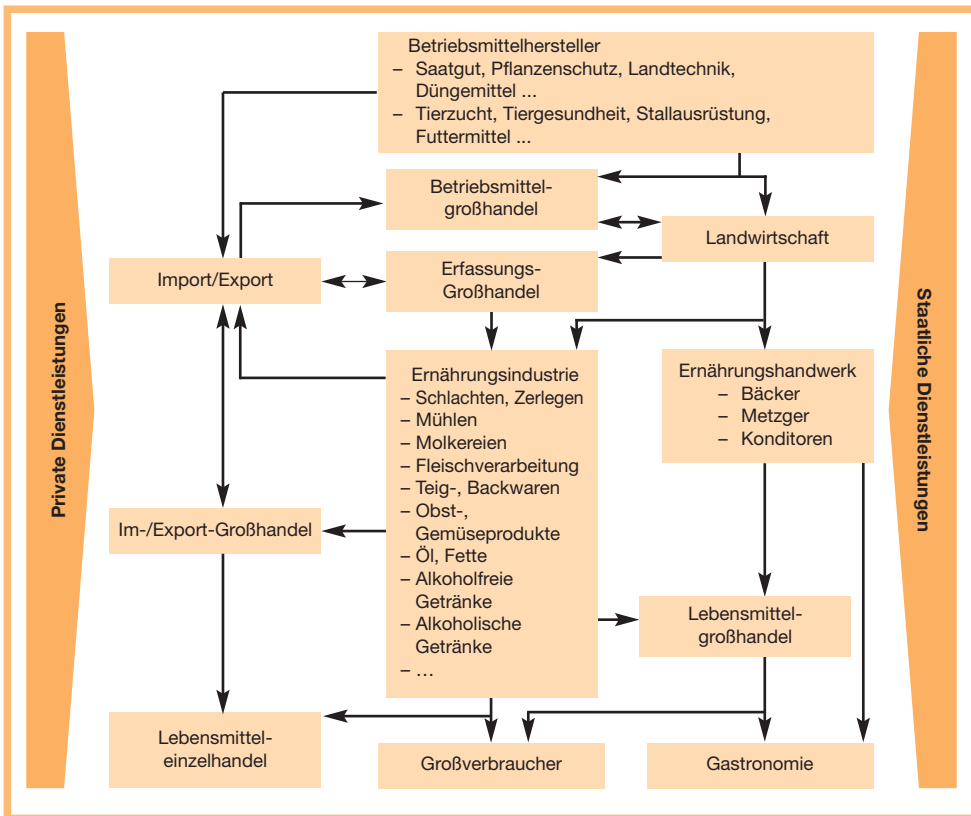 Betriebsmittelhersteller
– Saatgut, Pflanzenschutz, Landtechnik,
Düngemittel ...
– Tierzucht, Tiergesundheit, Stallausrüstung,
Futtermittel ...
Betriebsmittel-
großhandel
Landwirtschaft
Import/Export
Erfassungs-
Großhandel
Private Dienstleistungen
Staatliche Dienstleistungen
Ernährungsindustrie
– Schlachten, Zerlegen
– Mühlen
– Molkereien
– Fleischverarbeitung
– Teig-, Backwaren
– Obst-,
Gemüseprodukte
– Öl, Fette
– Alkoholfreie
Getränke
– Alkoholische
Getränke
– ...
Ernährungshandwerk
– Bäcker
– Metzger
– Konditoren
Im-/Export-Großhandel
Lebensmittel-
großhandel
Lebensmittel-
einzelhandel
Großverbraucher
Gastronomie